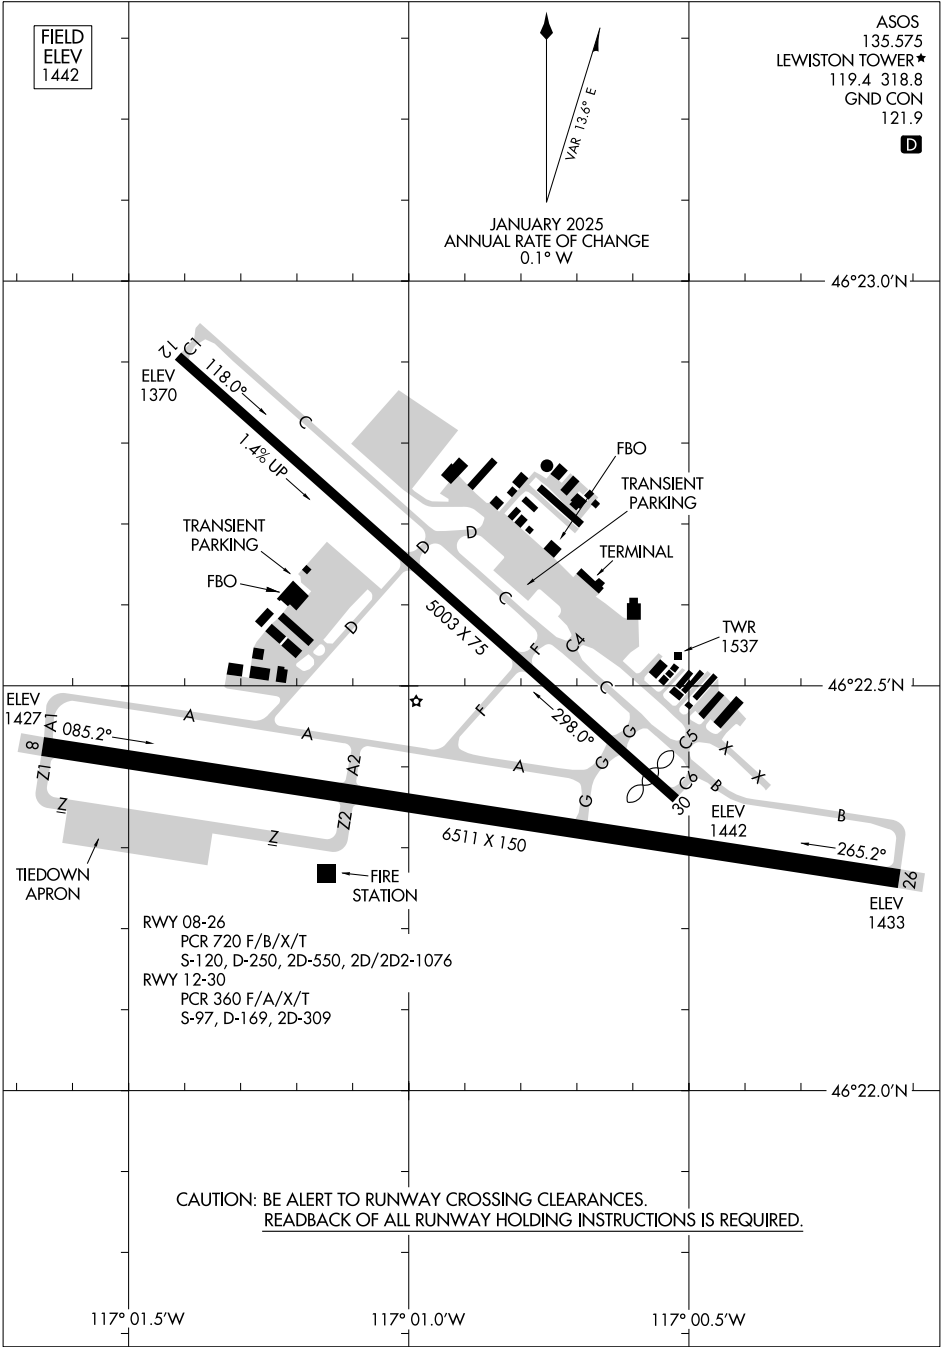 FIELD
ELEV
1442
ASOS
135.575
LEWISTON TOWER★
119.4 318.8
GND CON
121.9
D
VAR 13.6° E
JANUARY 2025
ANNUAL RATE OF CHANGE
0.1° W
46°23.0'N
12
C1
ELEV
1370
118.0°
C
1.4% UP
FBO
TRANSIENT
PARKING
TERMINAL
TRANSIENT
PARKING
FBO
D
D
D
C
5003 X 75
F
C4
TWR
1537
46°22.5'N
ELEV
1427
A1
8
085.2°
A
A
F
C
298.0°
G
C5
X
X
Z1
A2
A
G
C6
B
G
30
ELEV
1442
B
Z
Z2
Z
6511 X 150
265.2°
26
ELEV
1433
TIEDOWN
APRON
FIRE
STATION
RWY 08-26
PCR 720 F/B/X/T
S-120, D-250, 2D-550, 2D/2D2-1076
RWY 12-30
PCR 360 F/A/X/T
S-97, D-169, 2D-309
46°22.0'N
CAUTION: BE ALERT TO RUNWAY CROSSING CLEARANCES.
READBACK OF ALL RUNWAY HOLDING INSTRUCTIONS IS REQUIRED.
117°01.5'W
117°01.0'W
117°00.5'W